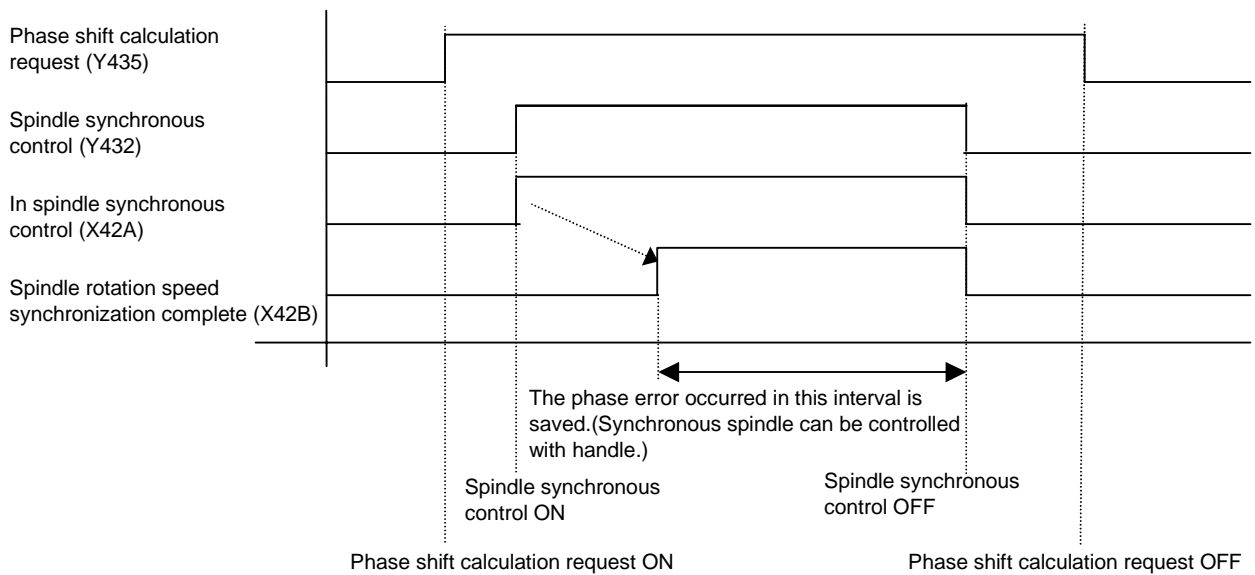 Phase shift calculation
request (Y435)
Spindle synchronous
control (Y432)
In spindle synchronous
control (X42A)
Spindle rotation speed
synchronization complete (X42B)
The phase error occurred in this interval is
saved.(Synchronous spindle can be controlled
with handle.)
Spindle synchronous
control ON
Spindle synchronous
control OFF
Phase shift calculation request ON
Phase shift calculation request OFF